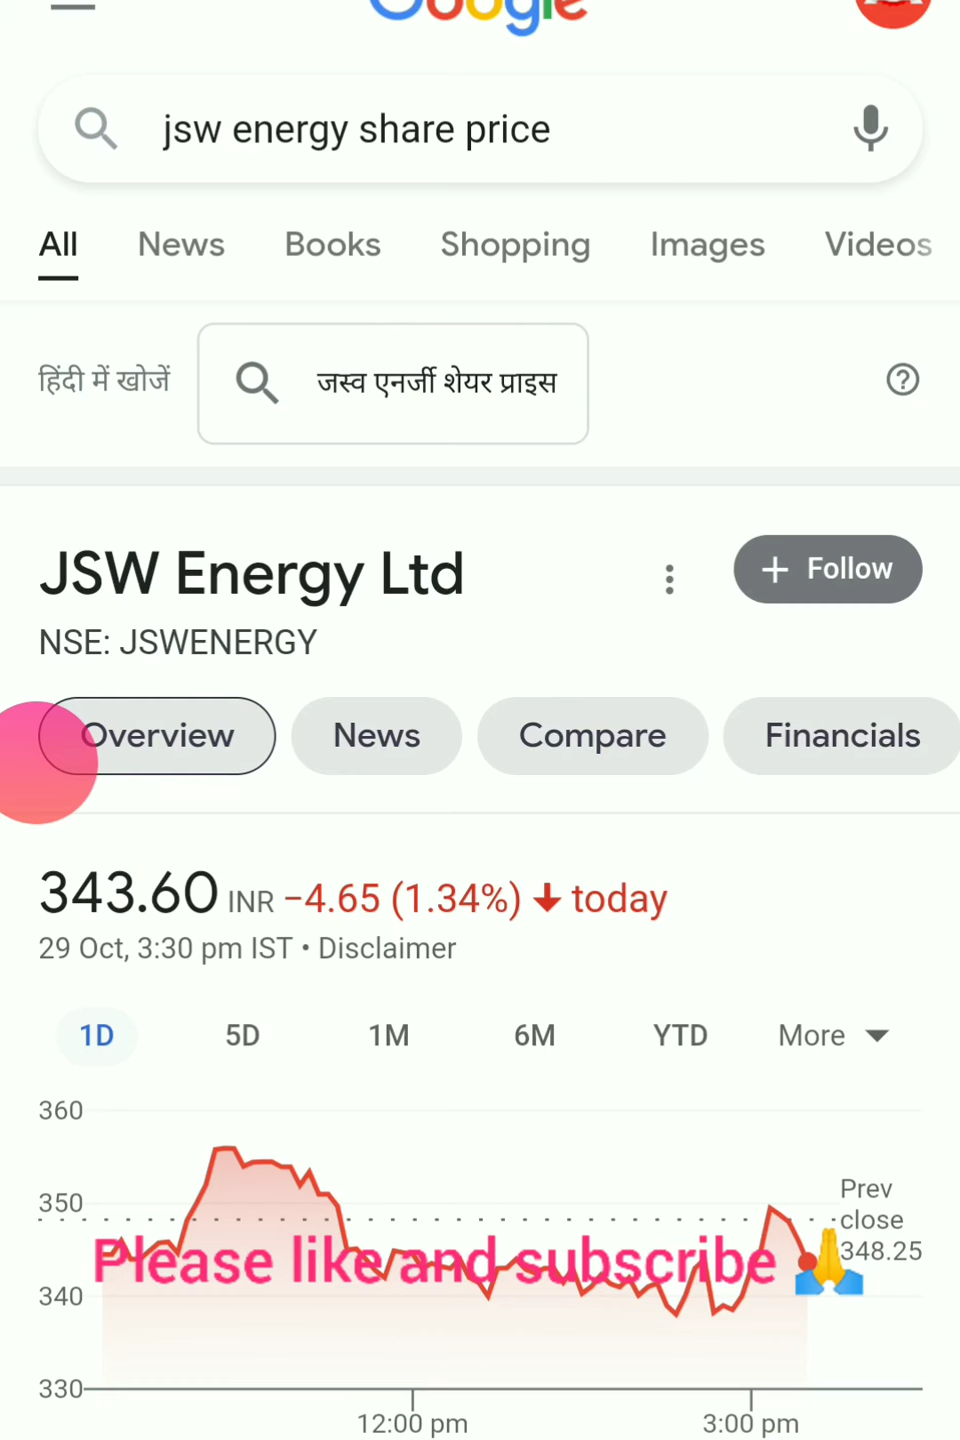 Google
jsw energy share price
All News Books Shopping Images Videos
हिंदी में खोजें जस्व एनर्जी शेयर प्राइस
JSW Energy Ltd
+ Follow
NSE: JSWENERGY
Overview News Compare Financials
343.60 INR −4.65 (1.34%) ↓ today
29 Oct, 3:30 pm IST • Disclaimer
1D 5D 1M 6M YTD More
360
350
340
330
Prev
close
348.25
Please like and subscribe 🙏
12:00 pm 3:00 pm